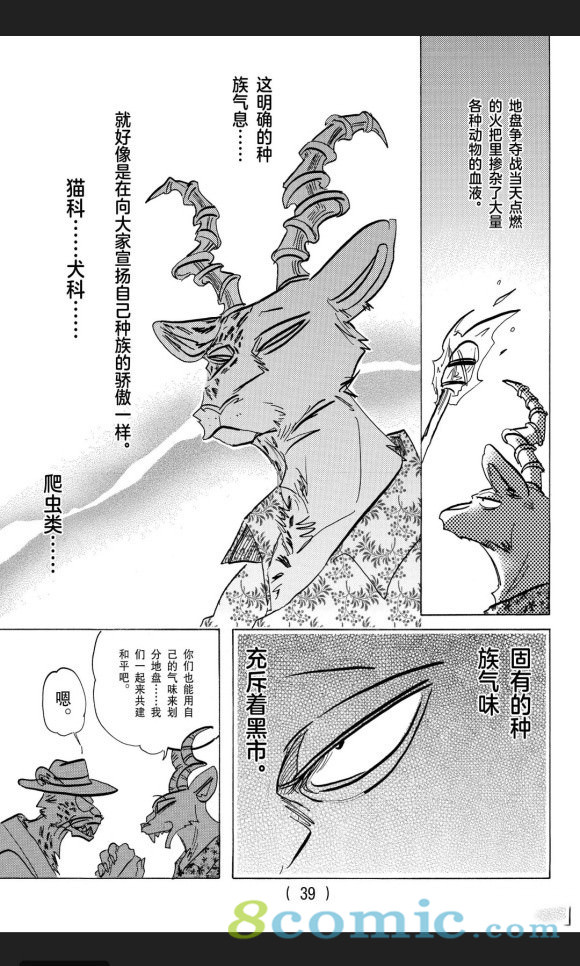 地盘争夺战当天点燃
的火把里掺杂了大量
各种动物的血液。
这明确的种
族气息……
就好像是在向大家宣扬自己种族的骄傲一样。
猫科……犬科……
爬虫类……
固有的种
族气味
充斥着黑市。
你们也能用自
己的气味来划
分地盘……我
们一起来共建
和平吧。
嗯。
( 39 )
8comic.com